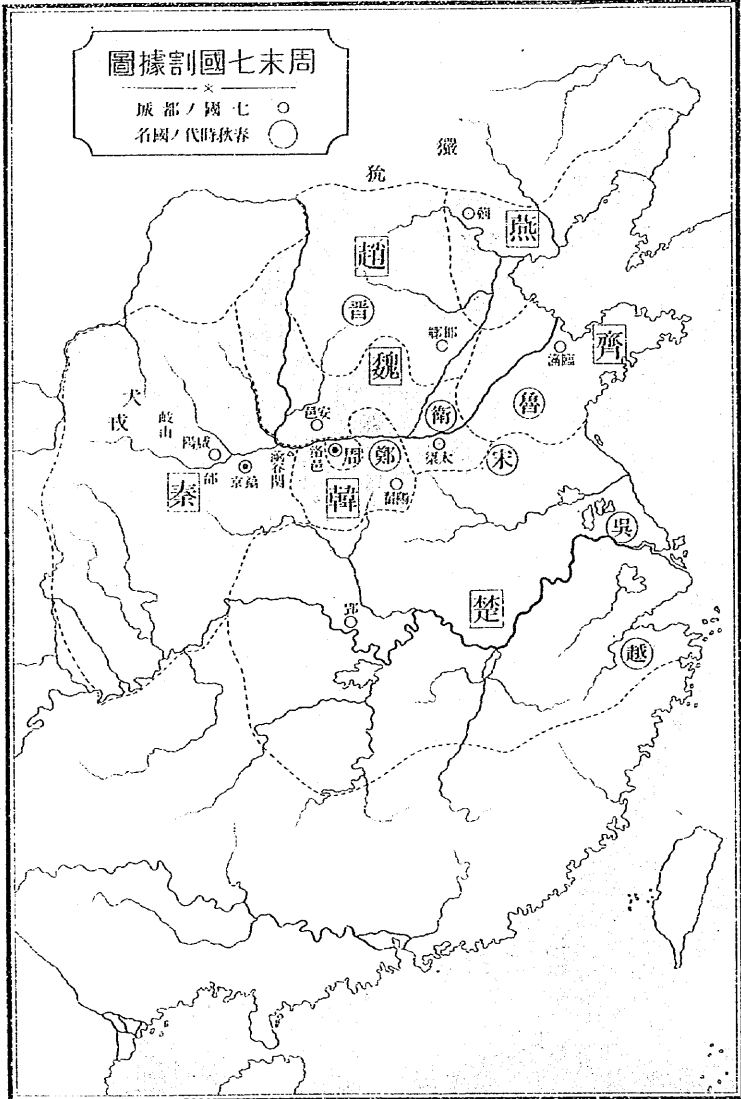 周末七國割據圖
七國ノ都城
春秋時代ノ國名
玁狁
薊
燕
趙
晋
邯鄲
齊
臨淄
魏
魯
衛
安邑
犬戎
岐山
咸陽
鎬京
函谷關
洛邑
周
鄭
大梁
宋
秦
韓
吳
楚
郢
越